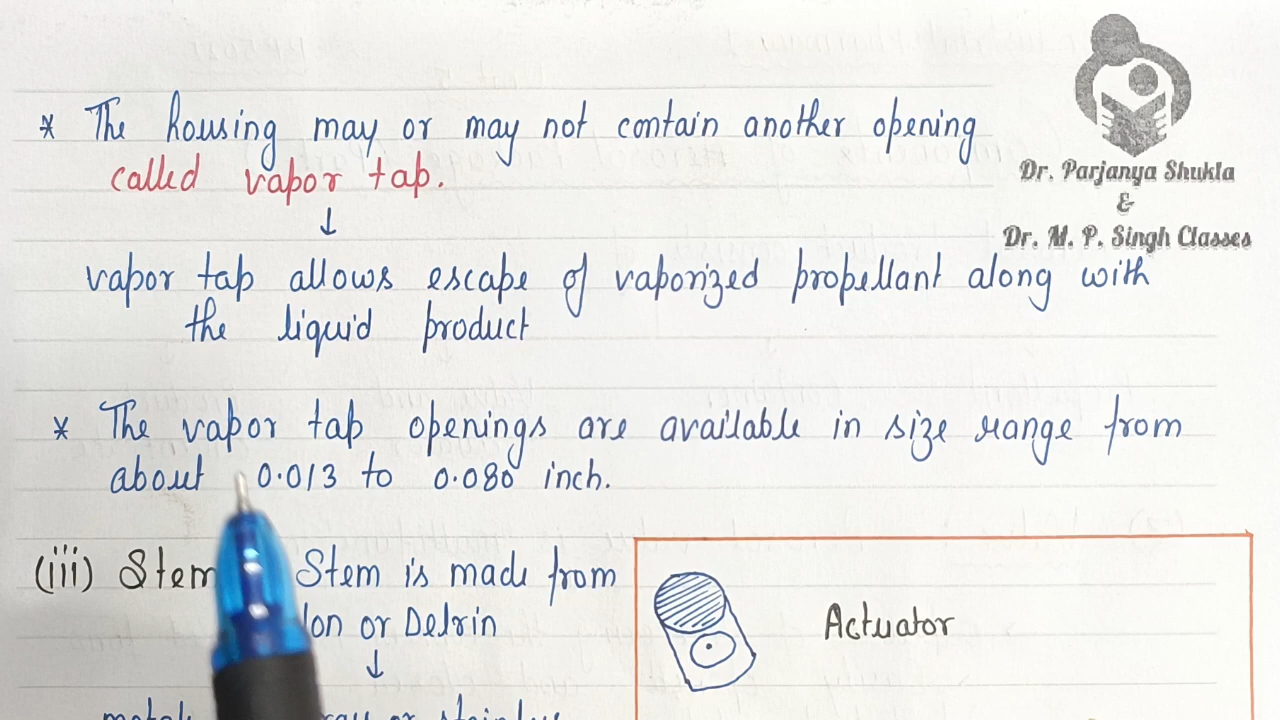 * The housing may or may not contain another opening
called vapor tap.
↓
vapor tap allows escape of vaporized propellant along with
the liquid product
* The vapor tap openings are available in size range from
about 0.013 to 0.080 inch.
(iii) Stem Stem is made from
lon or Delrin
↓
or
Actuator
Dr. Parjanya Shukla
&
Dr. M. P. Singh Classes